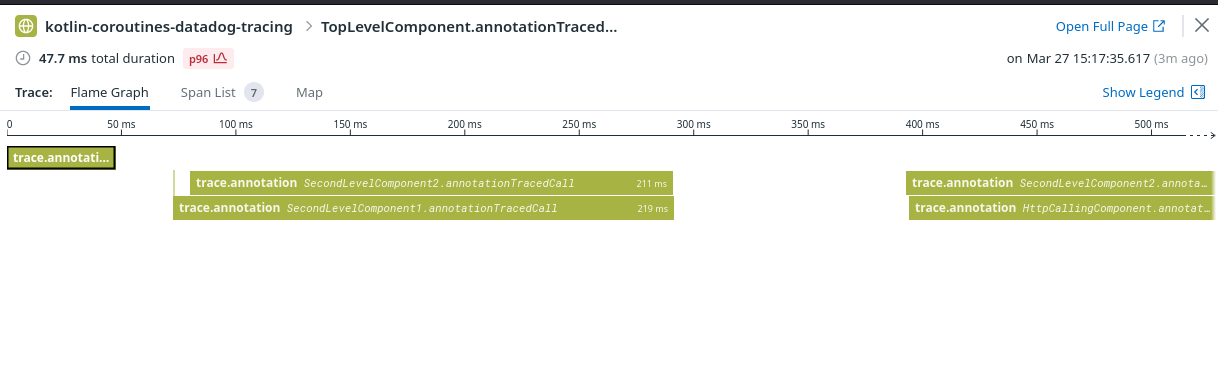 kotlin-coroutines-datadog-tracing > TopLevelComponent.annotationTraced... Open Full Page
47.7 ms total duration p96 on Mar 27 15:17:35.617 (3m ago)
Trace: Flame Graph Span List 7 Map Show Legend
0 50 ms 100 ms 150 ms 200 ms 250 ms 300 ms 350 ms 400 ms 450 ms 500 ms
trace.annotati...
trace.annotation SecondLevelComponent2.annotationTracedCall 211 ms trace.annotation SecondLevelComponent2.annota…
trace.annotation SecondLevelComponent1.annotationTracedCall 219 ms trace.annotation HttpCallingComponent.annotat…